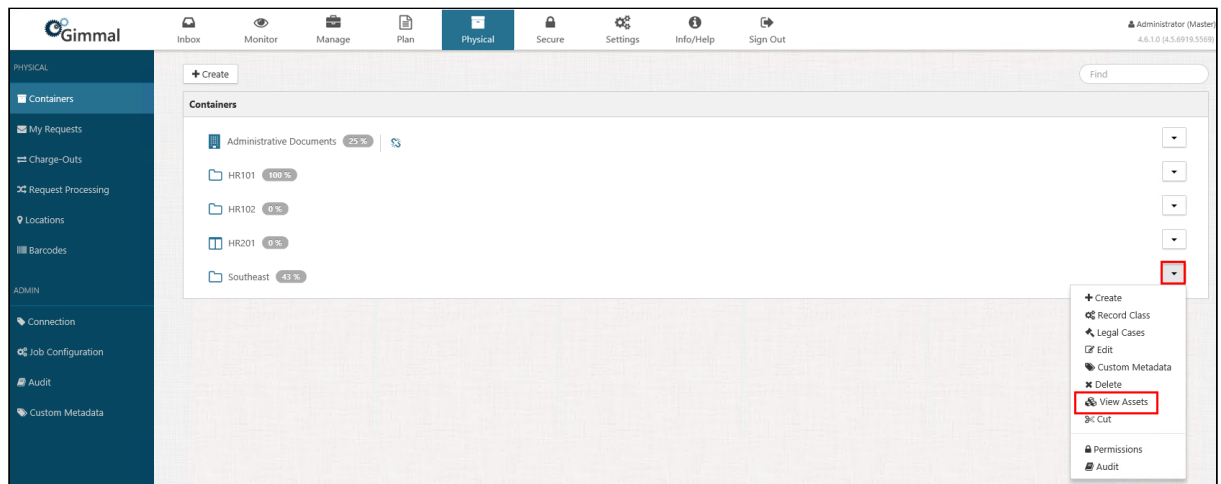 Gimmal
Inbox
Monitor
Manage
Plan
Physical
Secure
Settings
Info/Help
Sign Out
Administrator (Master)
4.6.1.0 (4.5.6919.5569)
PHYSICAL
Containers
My Requests
Charge-Outs
Request Processing
Locations
Barcodes
ADMIN
Connection
Job Configuration
Audit
Custom Metadata
Create
Find
Containers
Administrative Documents 25 %
HR101 100 %
HR102 0 %
HR201 0 %
Southeast 43 %
Create
Record Class
Legal Cases
Edit
Custom Metadata
Delete
View Assets
Cut
Permissions
Audit